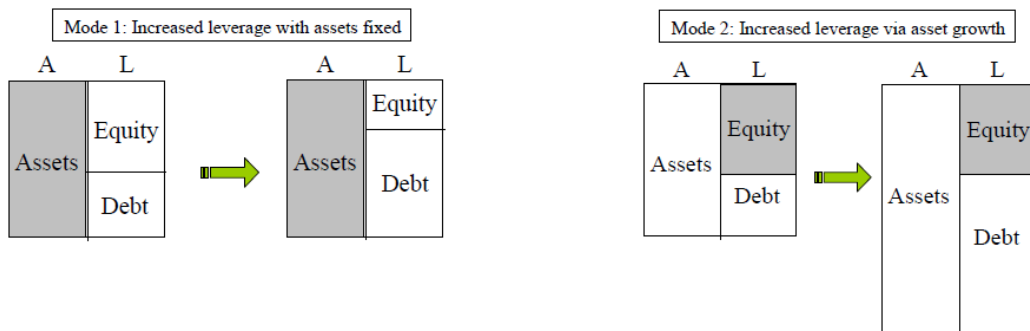 Mode 1: Increased leverage with assets fixed
A L
Assets
Equity
Debt
A L
Assets
Equity
Debt
Mode 2: Increased leverage via asset growth
A L
Assets
Equity
Debt
A L
Assets
Equity
Debt